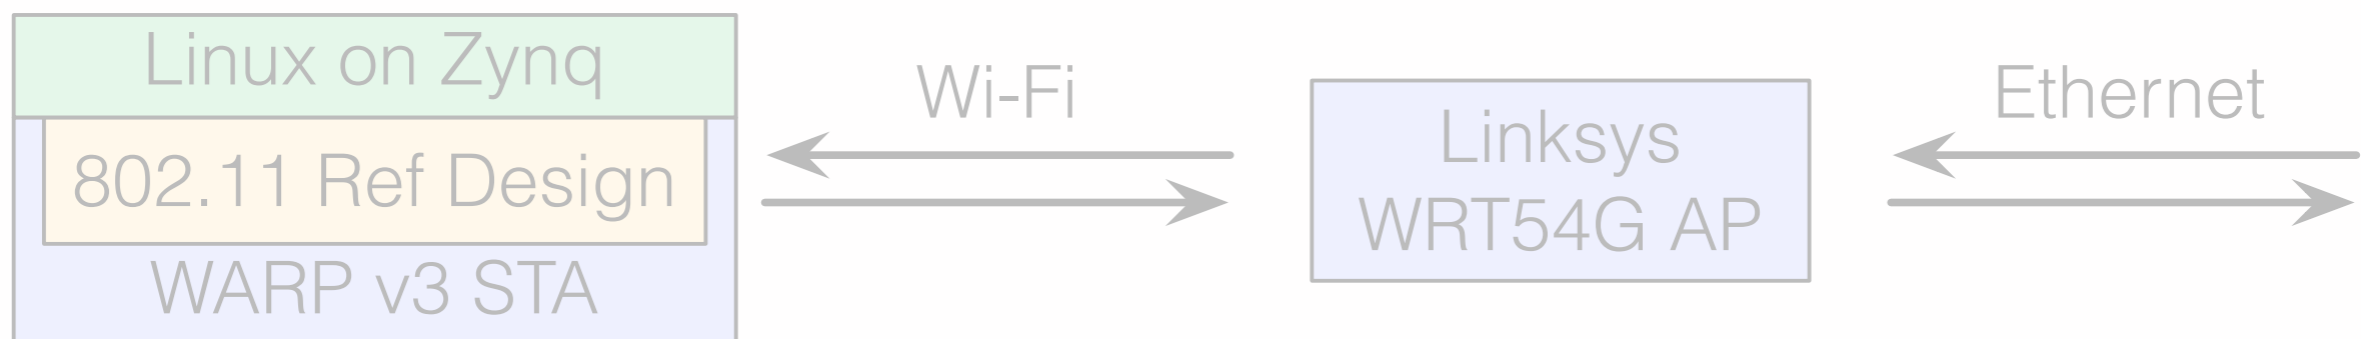 Linux on Zynq
802.11 Ref Design
WARP v3 STA
Wi-Fi
Linksys
WRT54G AP
Ethernet